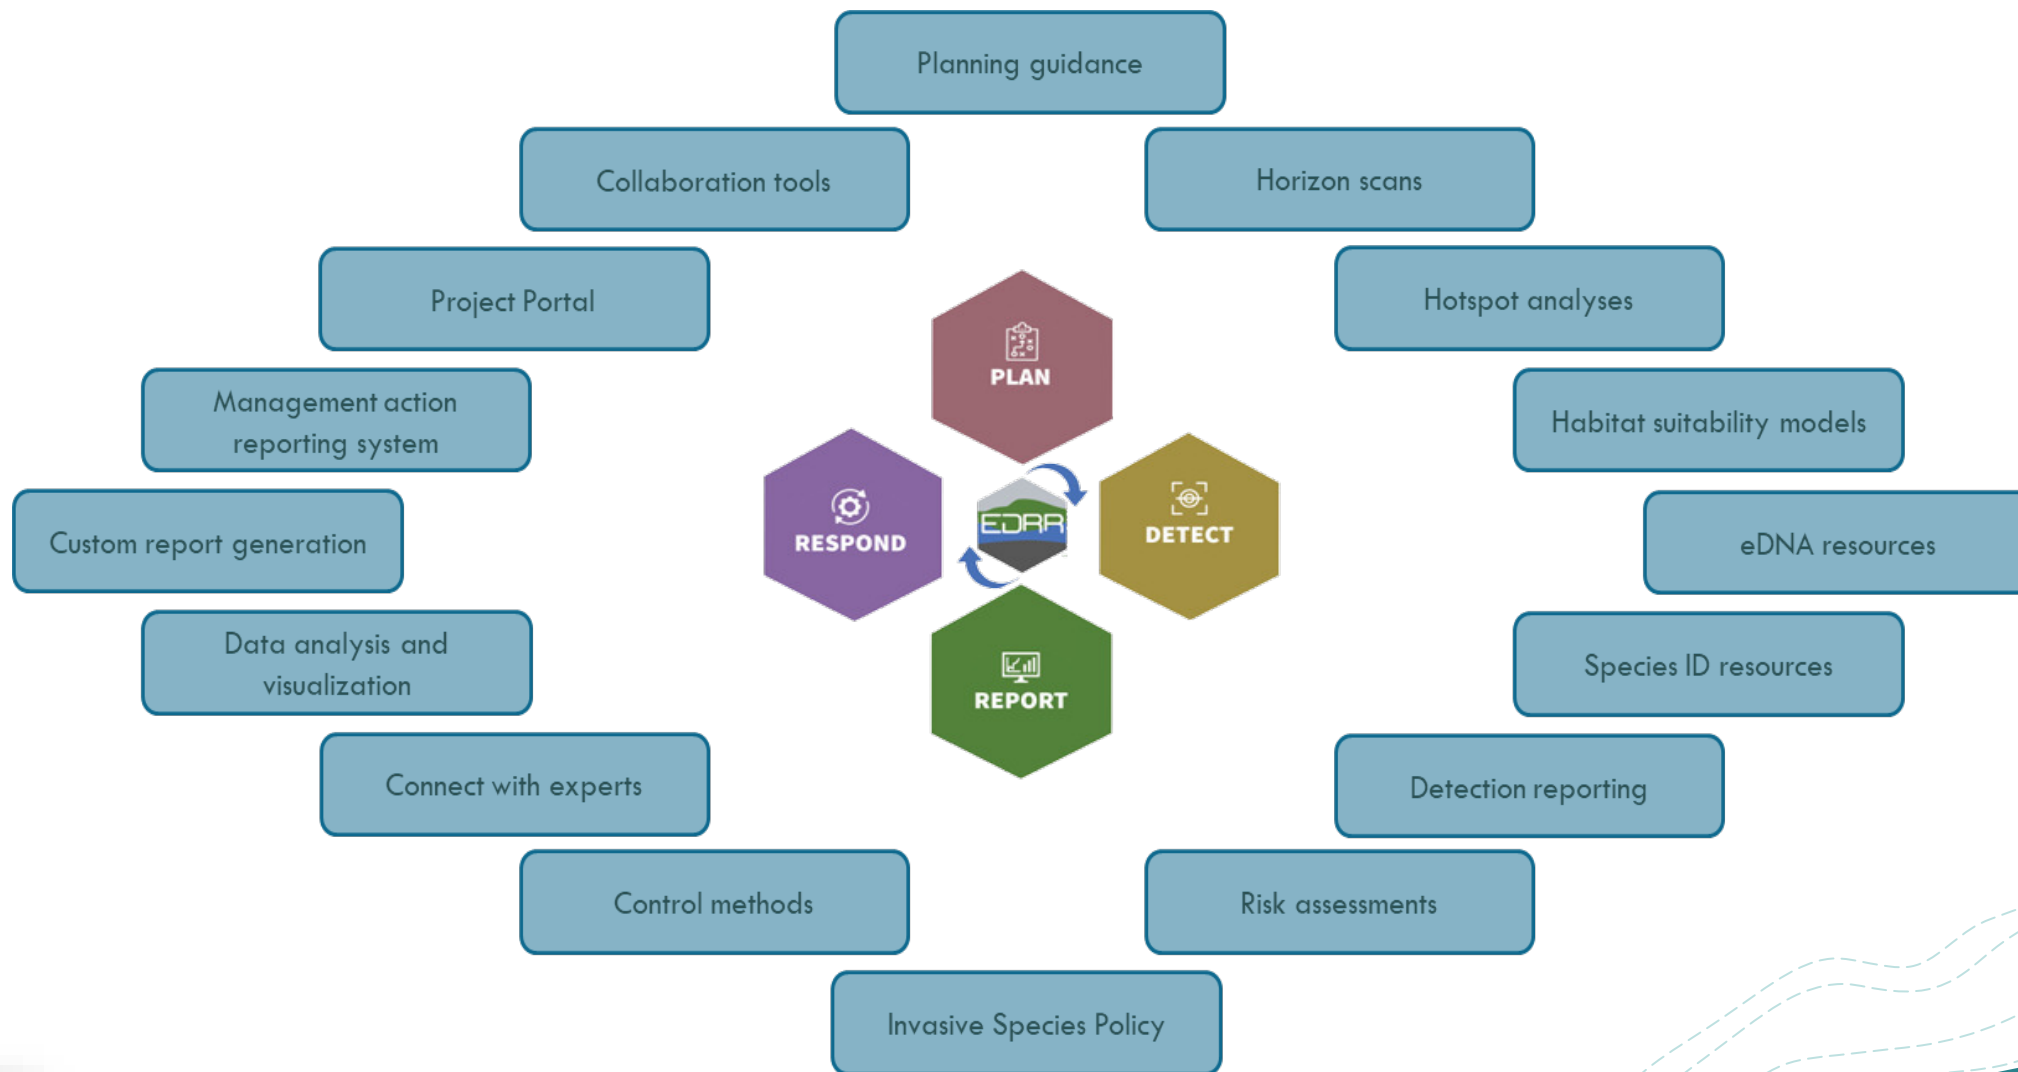 Planning guidance
Collaboration tools
Horizon scans
Project Portal
Hotspot analyses
PLAN
Management action
reporting system
Habitat suitability models
RESPOND
EDRR
DETECT
Custom report generation
eDNA resources
Data analysis and
visualization
Species ID resources
REPORT
Connect with experts
Detection reporting
Control methods
Risk assessments
Invasive Species Policy